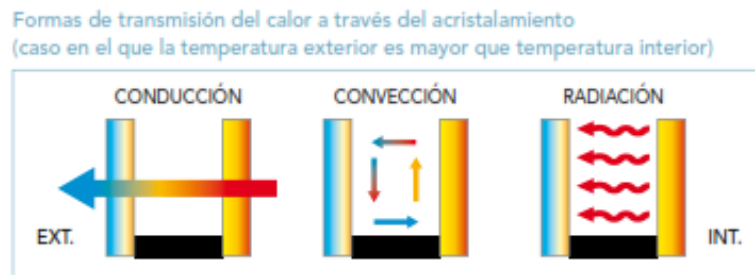 Formas de transmisión del calor a través del acristalamiento
(caso en el que la temperatura exterior es mayor que temperatura interior)
CONDUCCIÓN CONVECCIÓN RADIACIÓN
EXT. INT.